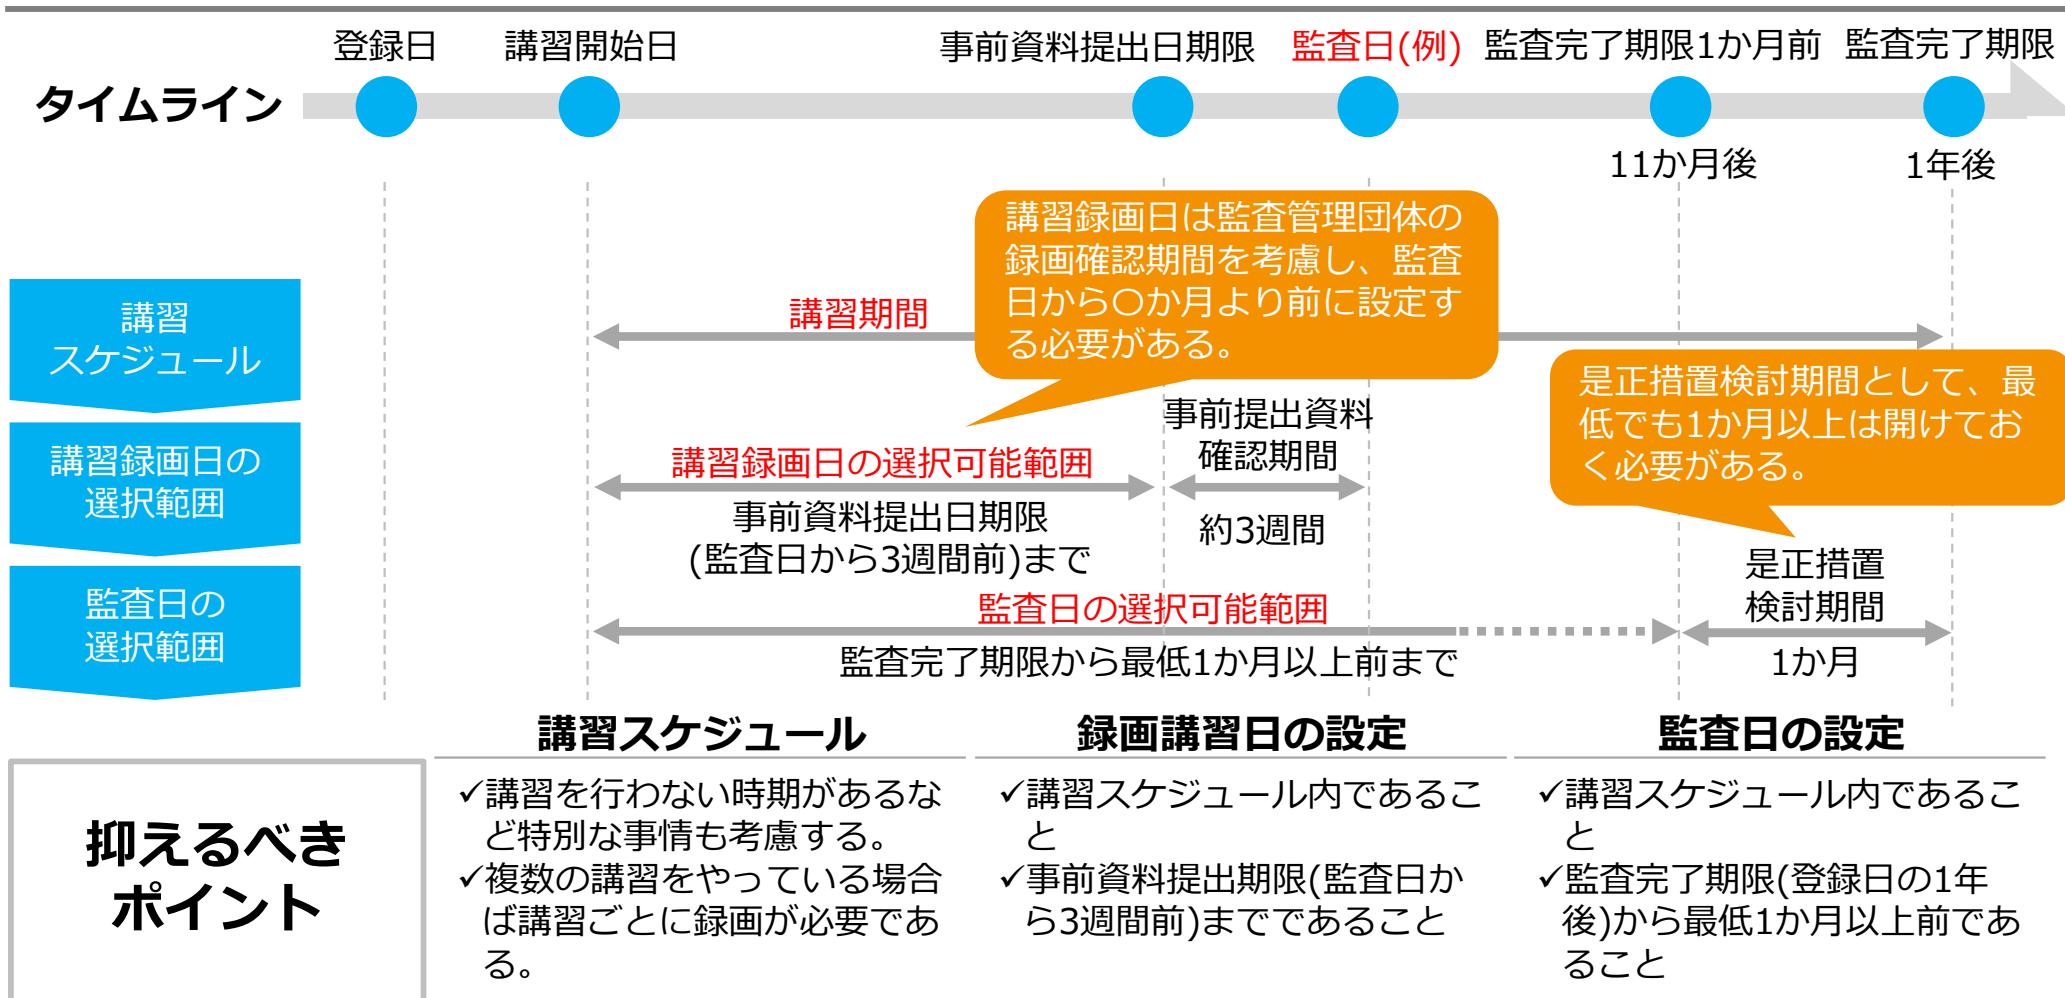 登録日
講習開始日
事前資料提出日期限
監査日(例)
監査完了期限1か月前
監査完了期限
タイムライン
11か月後
1年後
講習録画日は監査管理団体の
録画確認期間を考慮し、監査
日から〇か月より前に設定す
る必要がある。
講習
スケジュール
講習期間
是正措置検討期間として、最
低でも1か月以上は開けてお
く必要がある。
講習録画日の
選択範囲
講習録画日の選択可能範囲
事前資料提出日期限
(監査日から3週間前)まで
事前提出資料
確認期間
約3週間
監査日の
選択範囲
監査日の選択可能範囲
監査完了期限から最低1か月以上前まで
是正措置
検討期間
1か月
抑えるべき
ポイント
講習スケジュール
✓講習を行わない時期があるな
ど特別な事情も考慮する。
✓複数の講習をやっている場合
ば講習ごとに録画が必要であ
る。
録画講習日の設定
✓講習スケジュール内であるこ
と
✓事前資料提出期限(監査日か
ら3週間前)までであること
監査日の設定
✓講習スケジュール内であるこ
と
✓監査完了期限(登録日の1年
後)から最低1か月以上前であ
ること